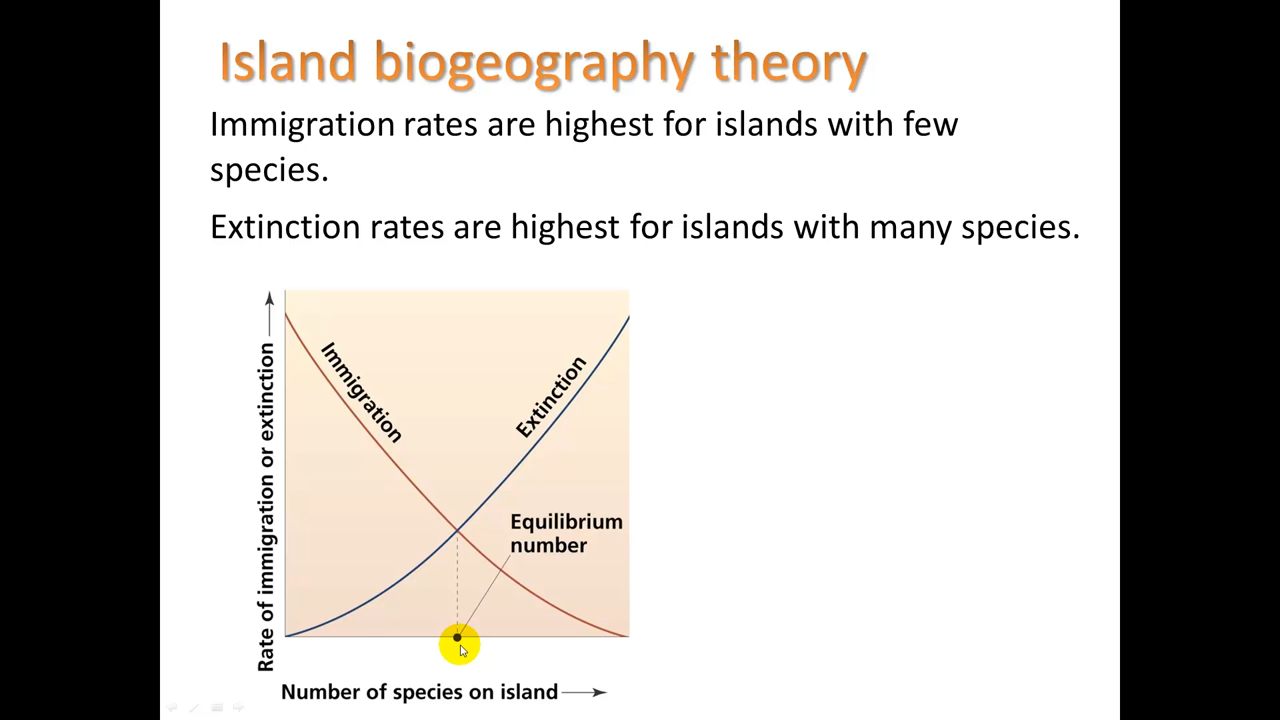 Island biogeography theory
Immigration rates are highest for islands with few
species.
Extinction rates are highest for islands with many species.
Rate of immigration or extinction
Immigration
Extinction
Equilibrium
number
Number of species on island